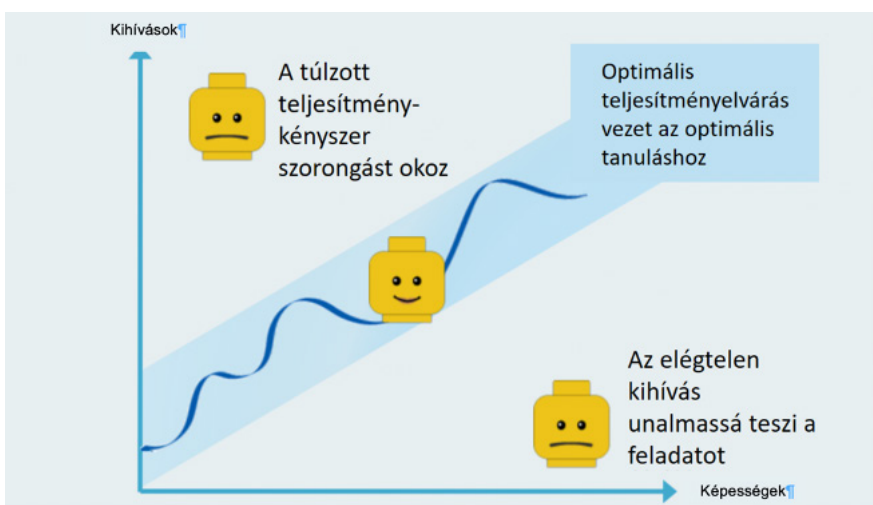 Kihívások¶
A túlzott
teljesítmény-
kényszer
szorongást okoz
Optimális
teljesítményelvárás
vezet az optimális
tanuláshoz
Az elégtelen
kihívás
unalmassá teszi a
feladatot
Képességek¶